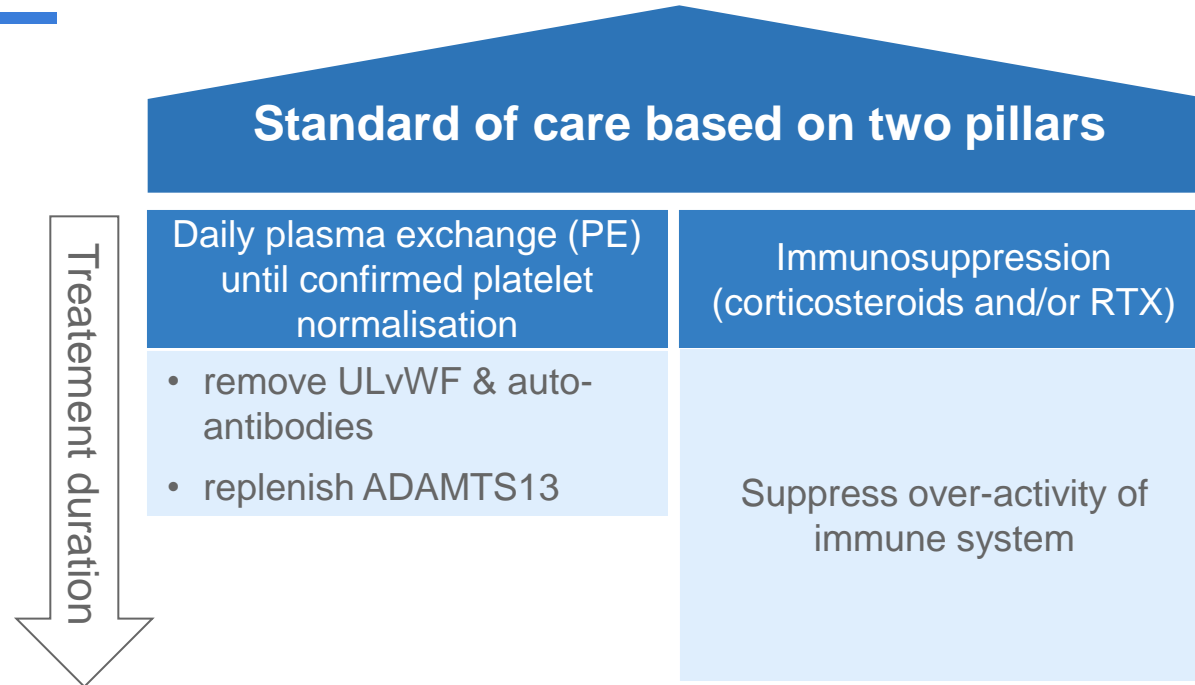 Standard of care based on two pillars
Treatement duration
Daily plasma exchange (PE)
until confirmed platelet
normalisation
• remove ULvWF & auto-
antibodies
• replenish ADAMTS13
Immunosuppression
(corticosteroids and/or RTX)
Suppress over-activity of
immune system